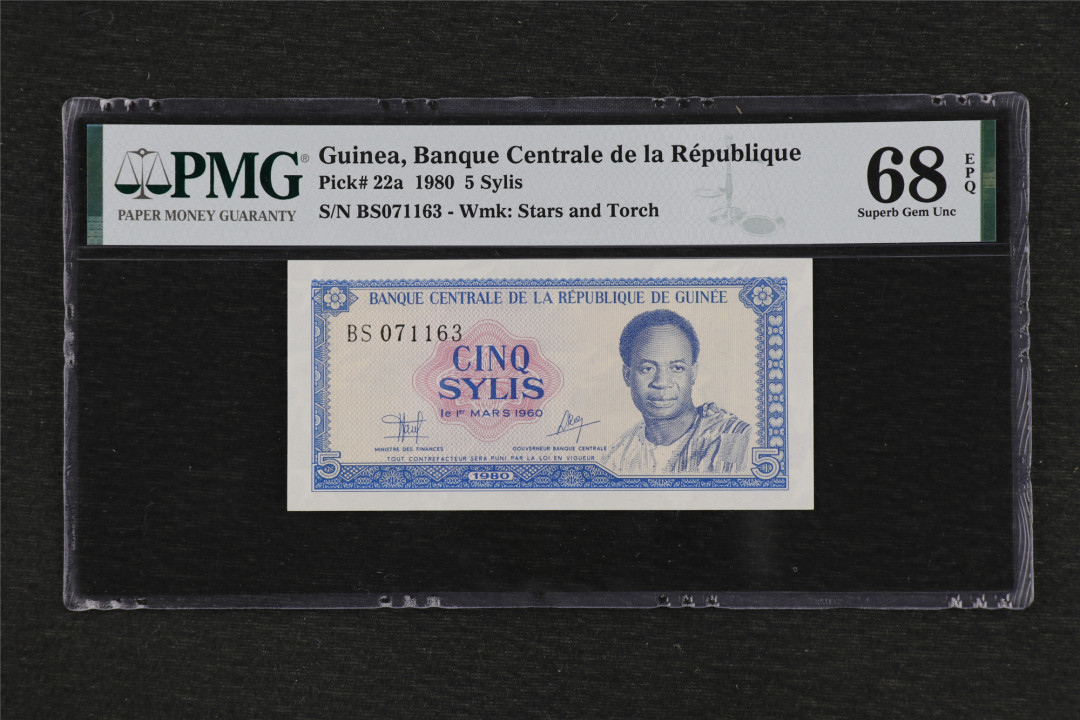 PMG®
PAPER MONEY GUARANTY
Guinea, Banque Centrale de la République
Pick# 22a 1980 5 Sylis
S/N BS071163 - Wmk: Stars and Torch
68
EPQ
Superb Gem Unc
BANQUE CENTRALE DE LA RÉPUBLIQUE DE GUINÉE
BS 071163
CINQ
SYLIS
le 1er MARS 1960
MINISTRE DES FINANCES GOUVERNEUR BANQUE CENTRALE
TOUT CONTREFACTEUR SERA PUNI PAR LA LOI EN VIGUEUR
5 1980 5